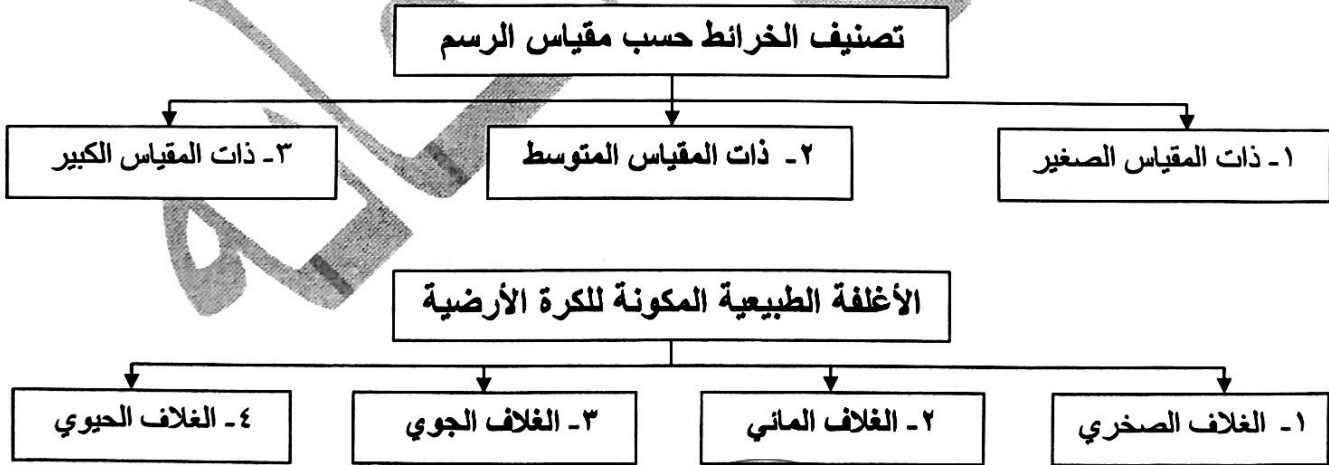 تصنيف الخرائط حسب مقياس الرسم
١- ذات المقياس الصغير
٢- ذات المقياس المتوسط
٣- ذات المقياس الكبير
الأغلفة الطبيعية المكونة للكرة الأرضية
١- الغلاف الصخري
٢- الغلاف المائي
٣- الغلاف الجوي
٤- الغلاف الحيوي